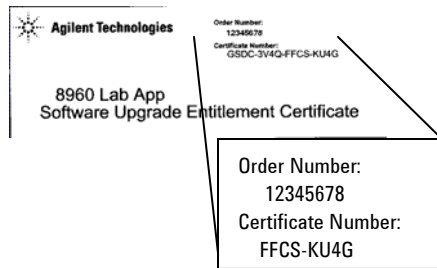 Agilent Technologies
Order Number:
12345678
Certificate Number:
GSDC-3V4Q-FFCS-KU4G
8960 Lab App
Software Upgrade Entitlement Certificate
Order Number:
12345678
Certificate Number:
FFCS-KU4G